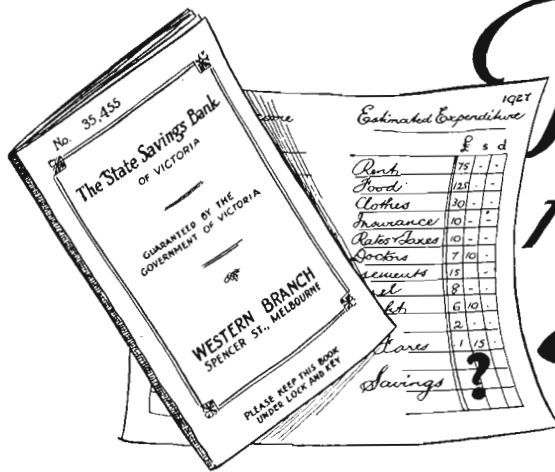 No. 35.455
The State Savings Bank
OF VICTORIA
GUARANTEED BY THE
GOVERNMENT OF VICTORIA
WESTERN BRANCH
SPENCER ST., MELBOURNE
PLEASE KEEP THIS BOOK
UNDER LOCK AND KEY
1927
Estimated Expenditure
£ s d
Rent 75 - -
Food 125 - -
Clothes 30 - -
Insurance 10 - -
Rates & Taxes 10 - -
Doctors 7 10 -
sements 15 - -
el 8 - -
ht 6 10 -
2 - -
Fares 1 15 -
Savings ?